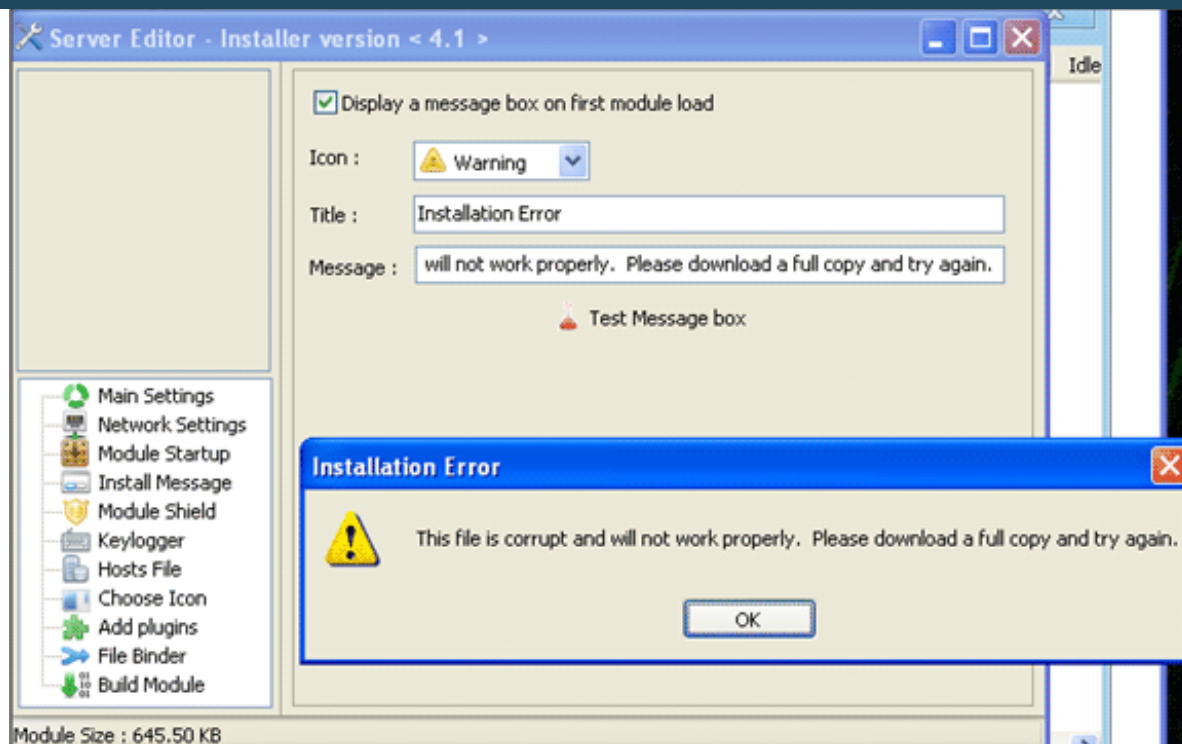 Server Editor - Installer version < 4.1 >
Idle
Display a message box on first module load
Icon :
Warning
Title :
Installation Error
Message :
will not work properly.  Please download a full copy and try again.
Test Message box
Main Settings
Network Settings
Module Startup
Install Message
Module Shield
Keylogger
Hosts File
Choose Icon
Add plugins
File Binder
Build Module
Installation Error
This file is corrupt and will not work properly.  Please download a full copy and try again.
OK
Module Size : 645.50 KB